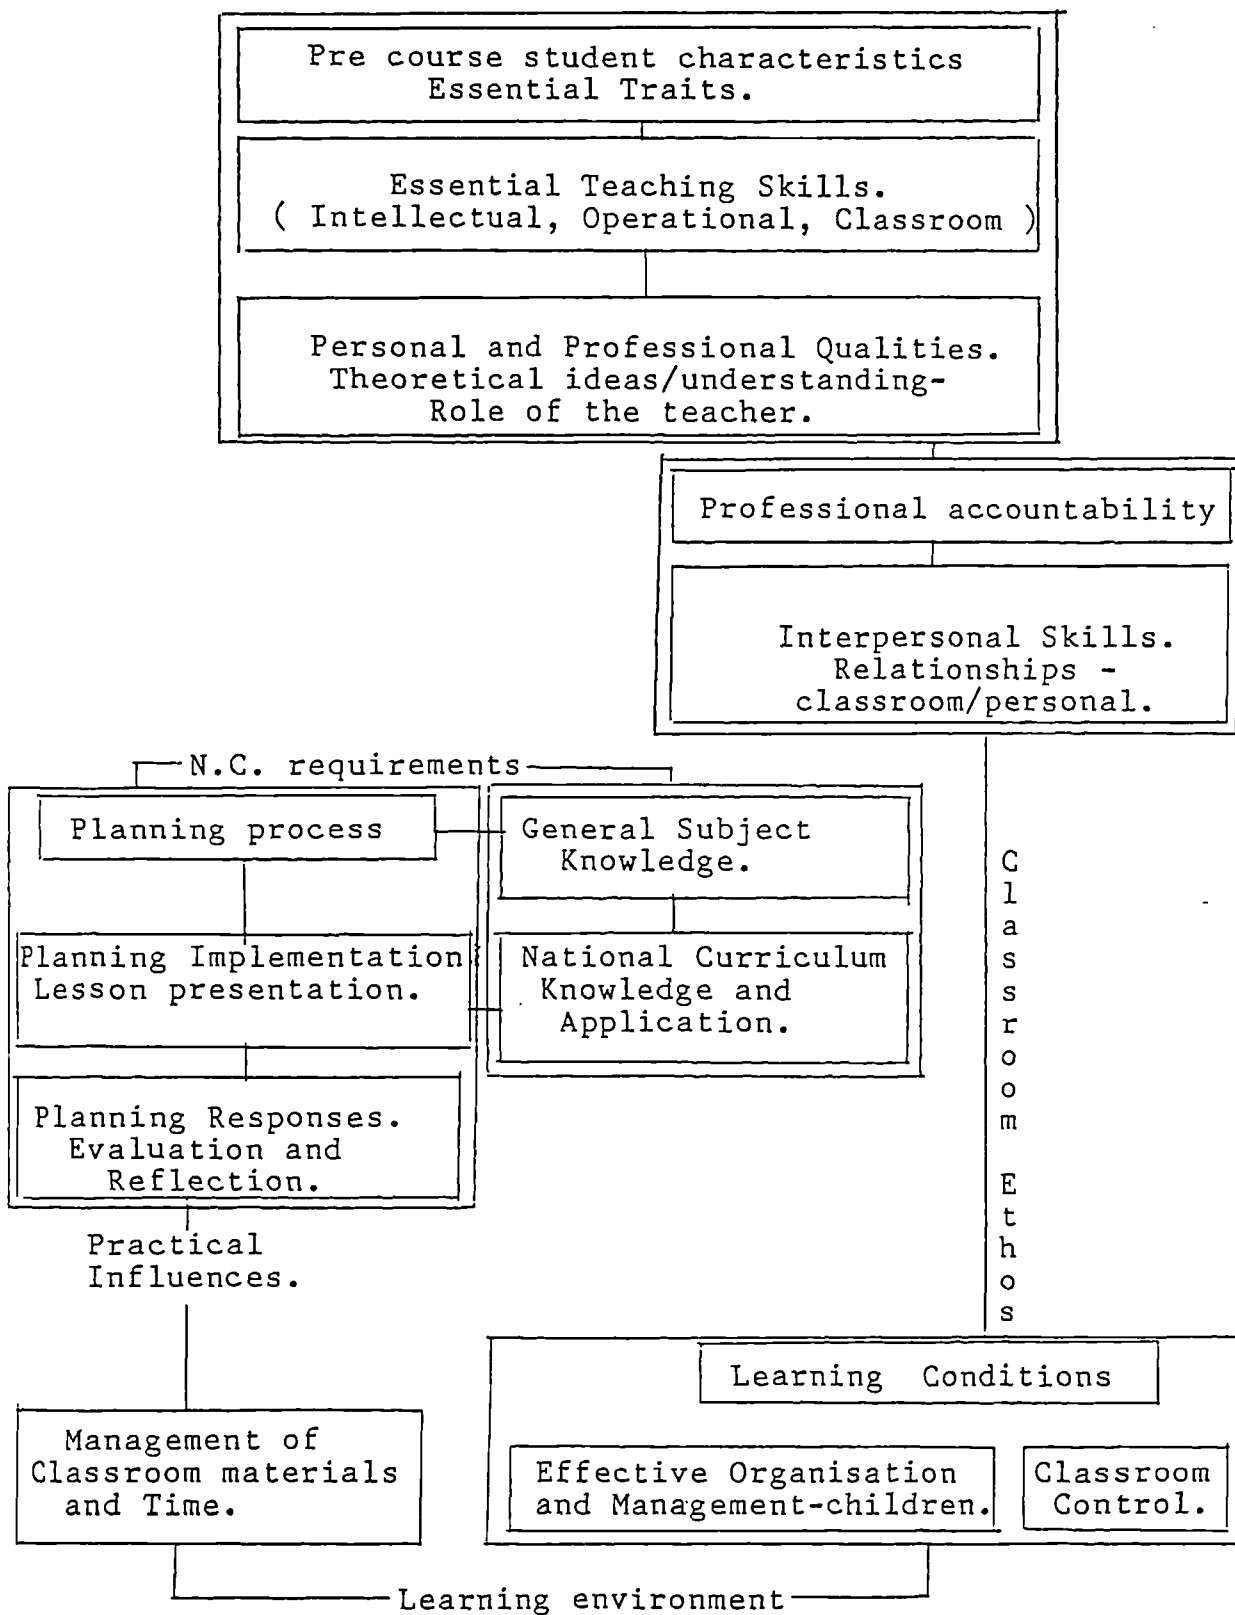 Pre course student characteristics
Essential Traits.
Essential Teaching Skills.
( Intellectual, Operational, Classroom )
Personal and Professional Qualities.
Theoretical ideas/understanding-
Role of the teacher.
Professional accountability
Interpersonal Skills.
Relationships -
classroom/personal.
N.C. requirements
Planning process
General Subject
Knowledge.
Planning Implementation
Lesson presentation.
National Curriculum
Knowledge and
Application.
Planning Responses.
Evaluation and
Reflection.
Practical
Influences.
Classroom Ethos
Learning Conditions
Management of
Classroom materials
and Time.
Effective Organisation
and Management-children.
Classroom
Control.
Learning environment